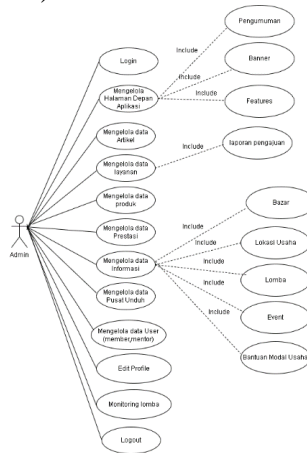 Pengumuman
Include
Login
Banner
Include
Mengelola
Halaman Depan
Aplikasi
Include
Features
Mengelola data
Artikel
Include
laporan pengajuan
Mengelola data
layanan
Mengelola data
produk
Bazar
Include
Mengelola data
Prestasi
Lokasi Usaha
Include
Admin
Mengelola data
Informasi
Include
Lomba
Include
Mengelola data
Pusat Unduh
Event
Include
Mengelola data User
(member,mentor)
Bantuan Modal Usaha
Edit Profile
Monitoring lomba
Logout